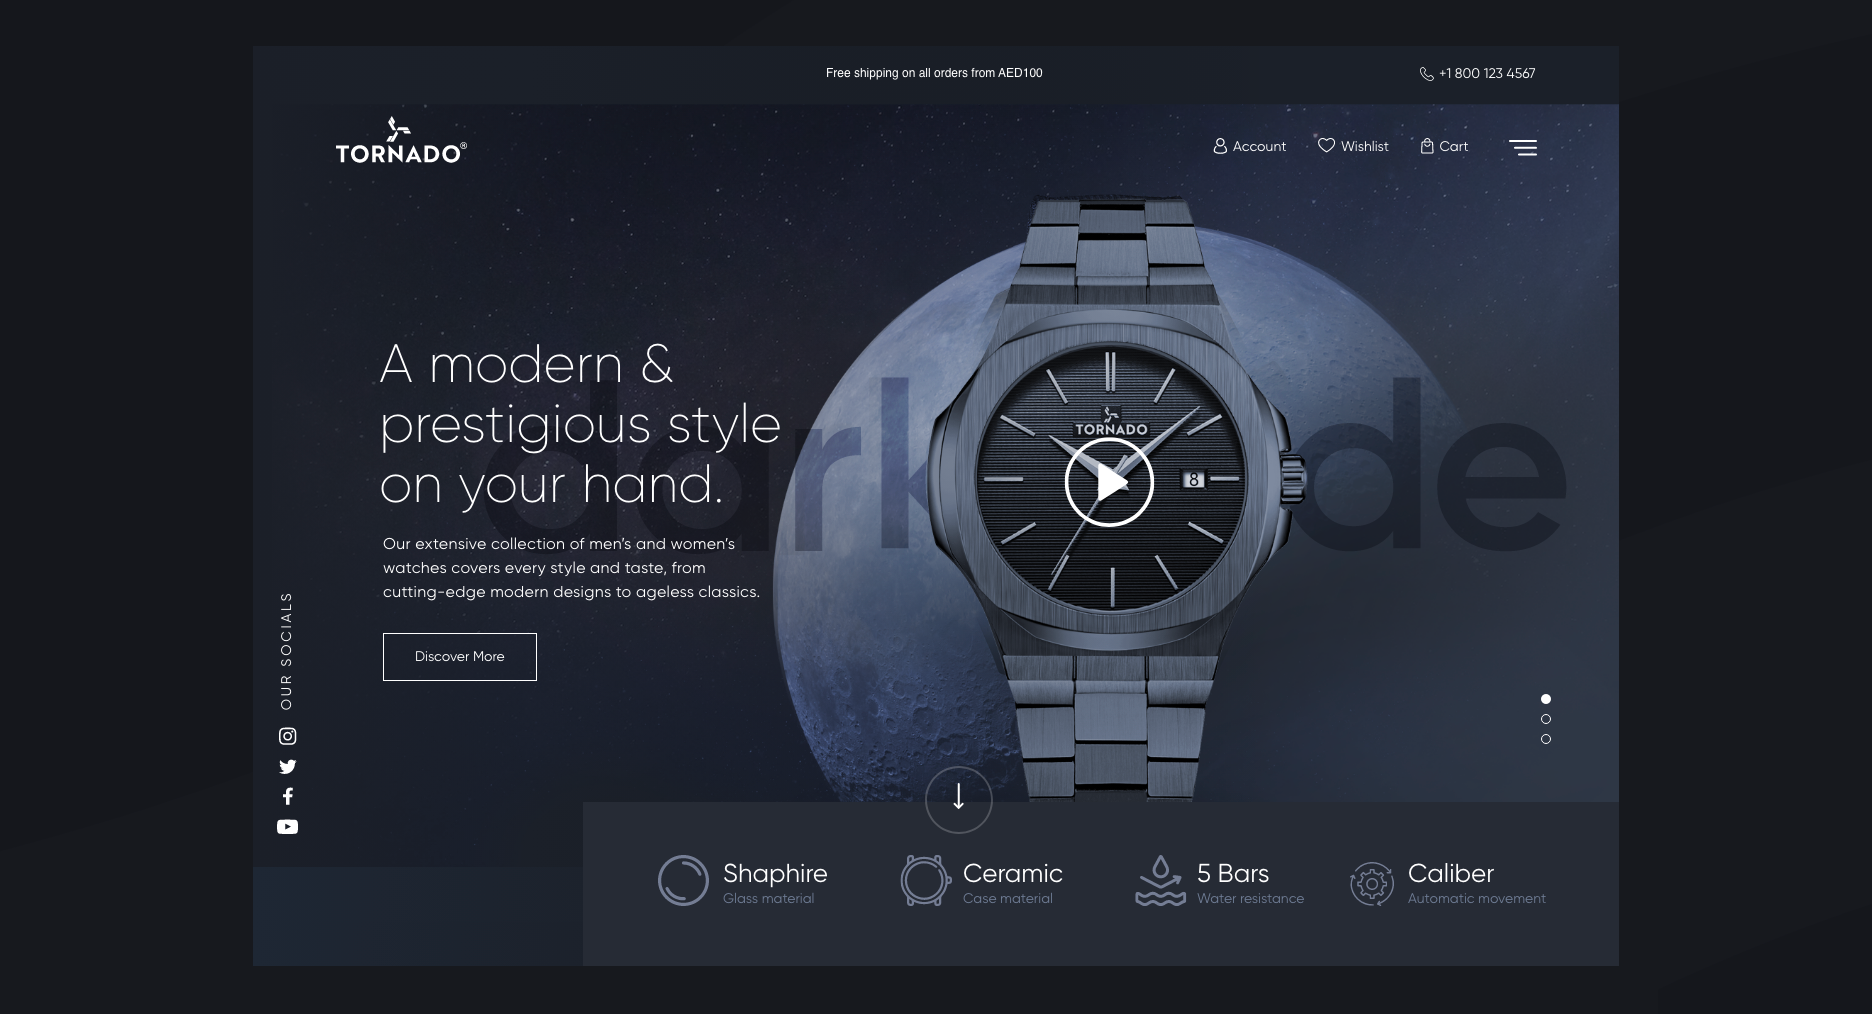 Free shipping on all orders from AED100
+1 800 123 4567
TORNADO®
Account
Wishlist
Cart
A modern &
prestigious style
on your hand.
dark de
TORNADO
8
Our extensive collection of men's and women's
watches covers every style and taste, from
cutting-edge modern designs to ageless classics.
Discover More
OUR SOCIALS
Shaphire
Glass material
Ceramic
Case material
5 Bars
Water resistance
Caliber
Automatic movement